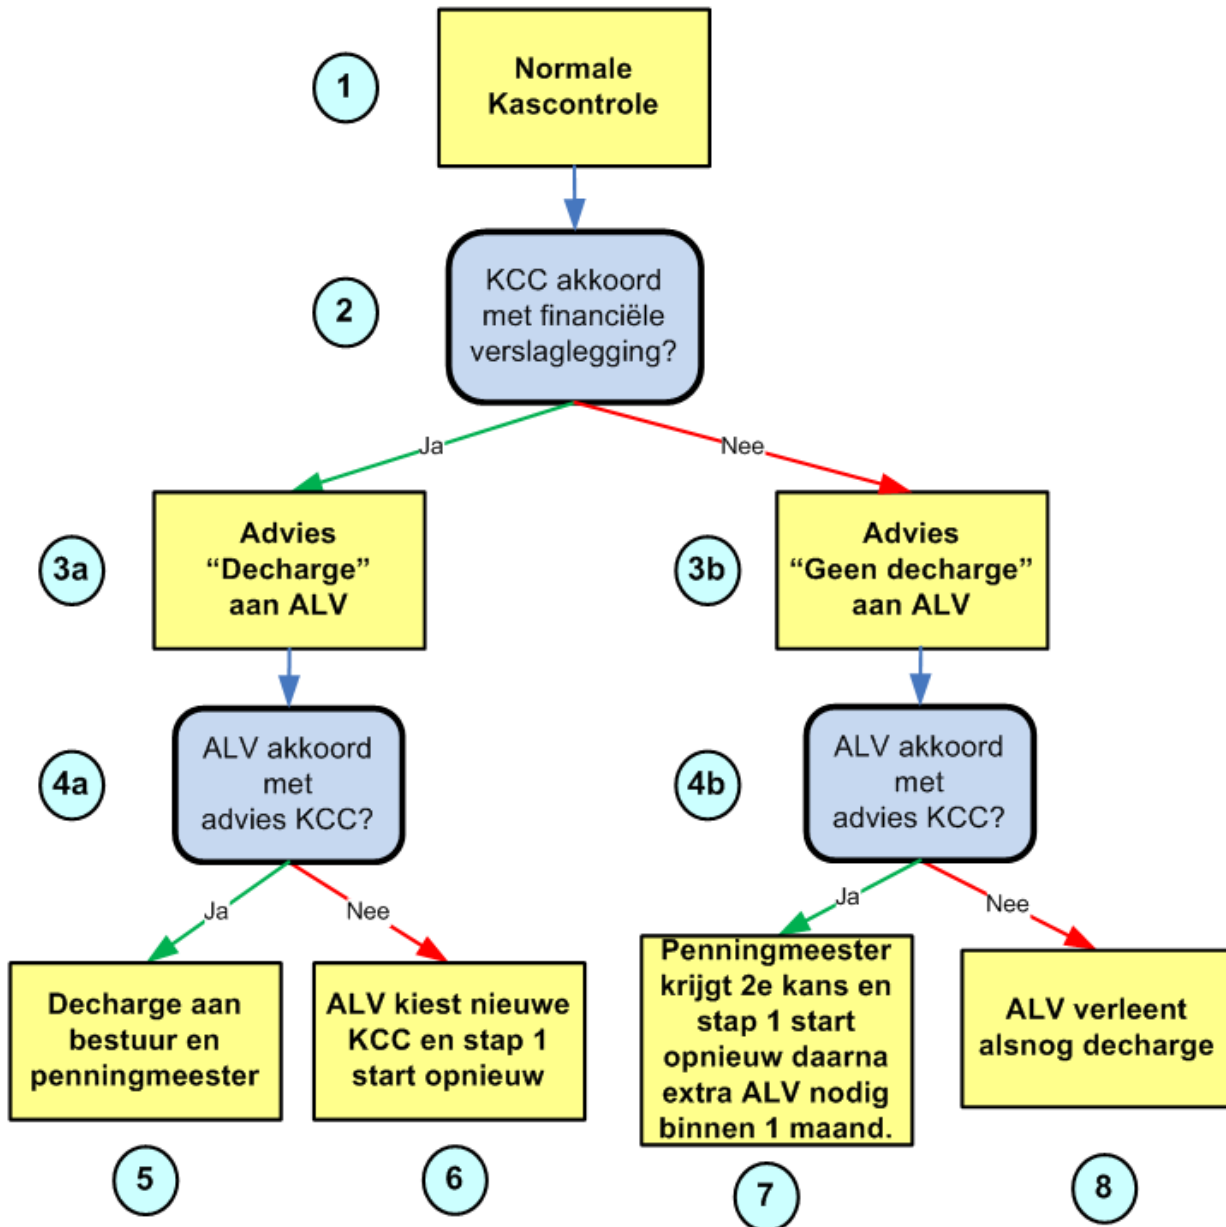 1
Normale
Kascontrole
2
KCC akkoord
met financiële
verslaglegging?
Ja
Nee
3a
Advies
“Decharge”
aan ALV
3b
Advies
“Geen decharge”
aan ALV
4a
ALV akkoord
met
advies KCC?
4b
ALV akkoord
met
advies KCC?
Ja
Nee
Ja
Nee
Decharge aan
bestuur en
penningmeester
ALV kiest nieuwe
KCC en stap 1
start opnieuw
Penningmeester
krijgt 2e kans en
stap 1 start
opnieuw daarna
extra ALV nodig
binnen 1 maand.
ALV verleent
alsnog decharge
5
6
7
8